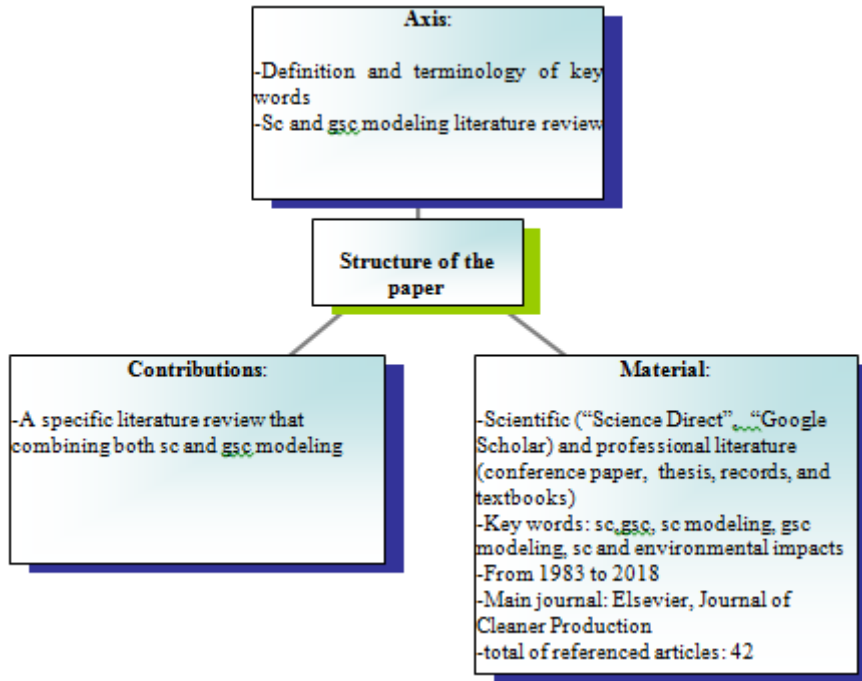 Axis:
-Definition and terminology of key
words
-Sc and gsc modeling literature review
Structure of the
paper
Contributions:
-A specific literature review that
combining both sc and gsc modeling
Material:
-Scientific (“Science Direct”, “Google
Scholar) and professional literature
(conference paper, thesis, records, and
textbooks)
-Key words: sc,gsc, sc modeling, gsc
modeling, sc and environmental impacts
-From 1983 to 2018
-Main journal: Elsevier, Journal of
Cleaner Production
-total of referenced articles: 42